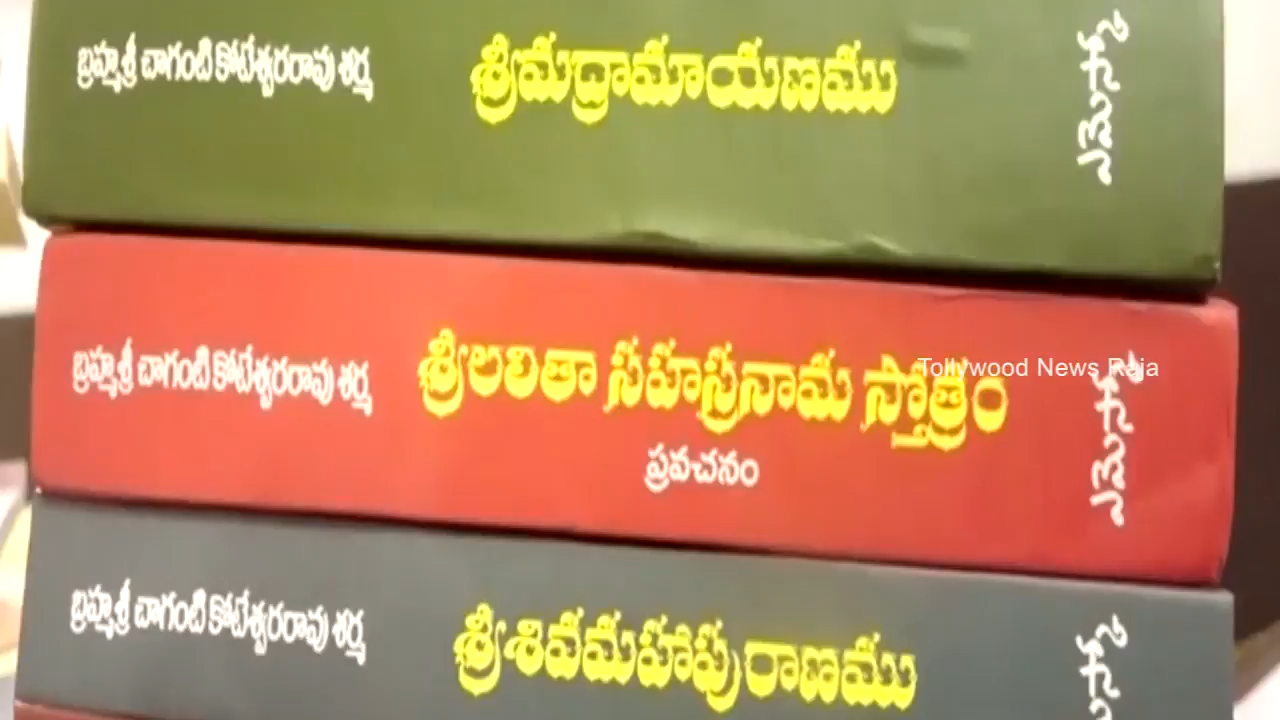 బ్రహ్మశ్రీ చాగంటి కోటేశ్వరరావు శర్మ
శ్రీమద్రామాయణము
ఎమెస్కో
బ్రహ్మశ్రీ చాగంటి కోటేశ్వరరావు శర్మ
శ్రీలలితా సహస్రనామ స్తోత్రం
ప్రవచనం
Tollywood News Raja
ఎమెస్కో
బ్రహ్మశ్రీ చాగంటి కోటేశ్వరరావు శర్మ
శ్రీశివమహాపురాణము